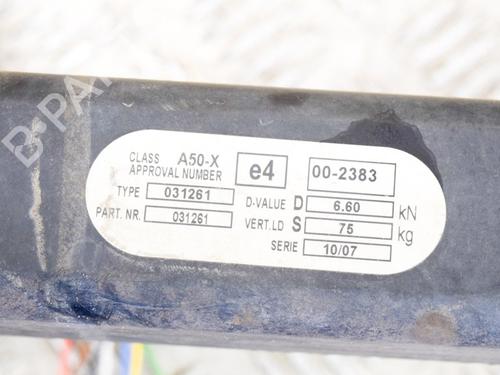 CLASS A50-X
APPROVAL NUMBER e4 00-2383
TYPE 031261 D-VALUE D 6.60 kN
PART. NR. 031261 VERT.LD S 75 kg
SERIE 10/07
B-PARTS